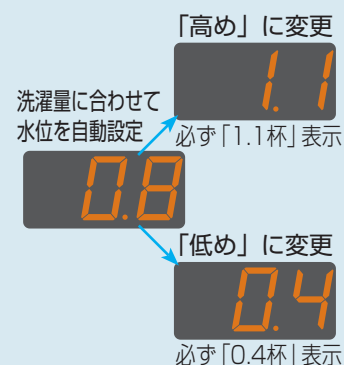 「高め」に変更
1.1
必ず「1.1杯」表示
洗濯量に合わせて
水位を自動設定
0.8
「低め」に変更
0.4
必ず「0.4杯」表示